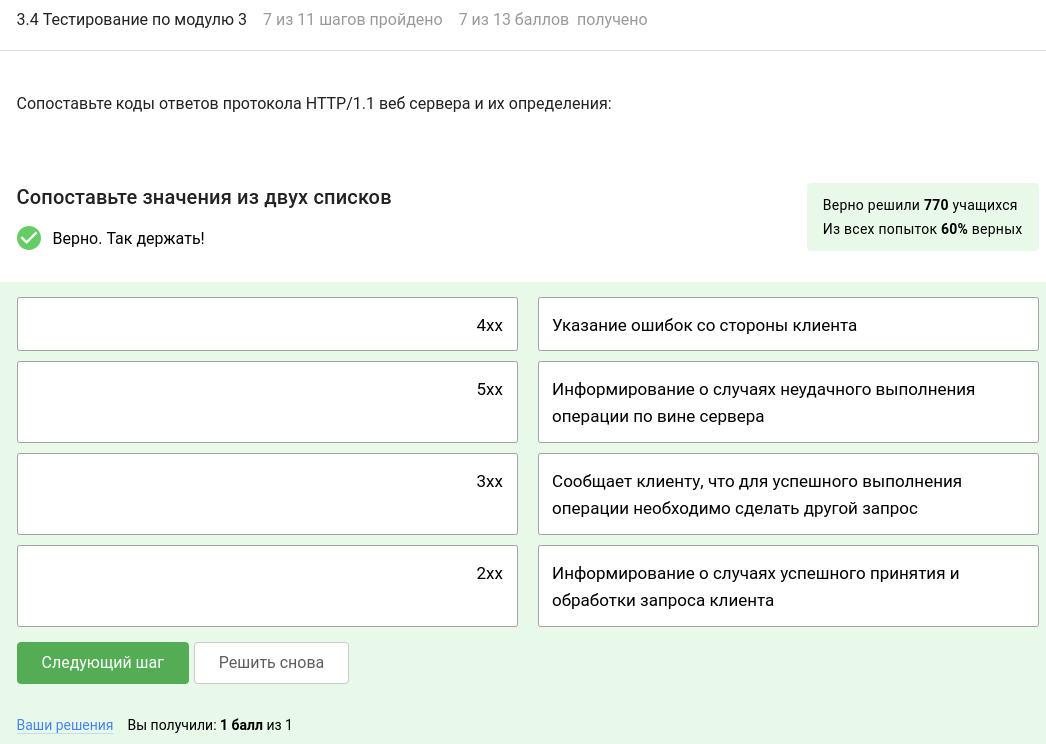 3.4 Тестирование по модулю 3 7 из 11 шагов пройдено 7 из 13 баллов получено
Сопоставьте коды ответов протокола HTTP/1.1 веб сервера и их определения:
Сопоставьте значения из двух списков
Верно. Так держать!
Верно решили 770 учащихся
Из всех попыток 60% верных
4xx
Указание ошибок со стороны клиента
5xx
Информирование о случаях неудачного выполнения
операции по вине сервера
3xx
Сообщает клиенту, что для успешного выполнения
операции необходимо сделать другой запрос
2xx
Информирование о случаях успешного принятия и
обработки запроса клиента
Следующий шаг
Решить снова
Ваши решения Вы получили: 1 балл из 1